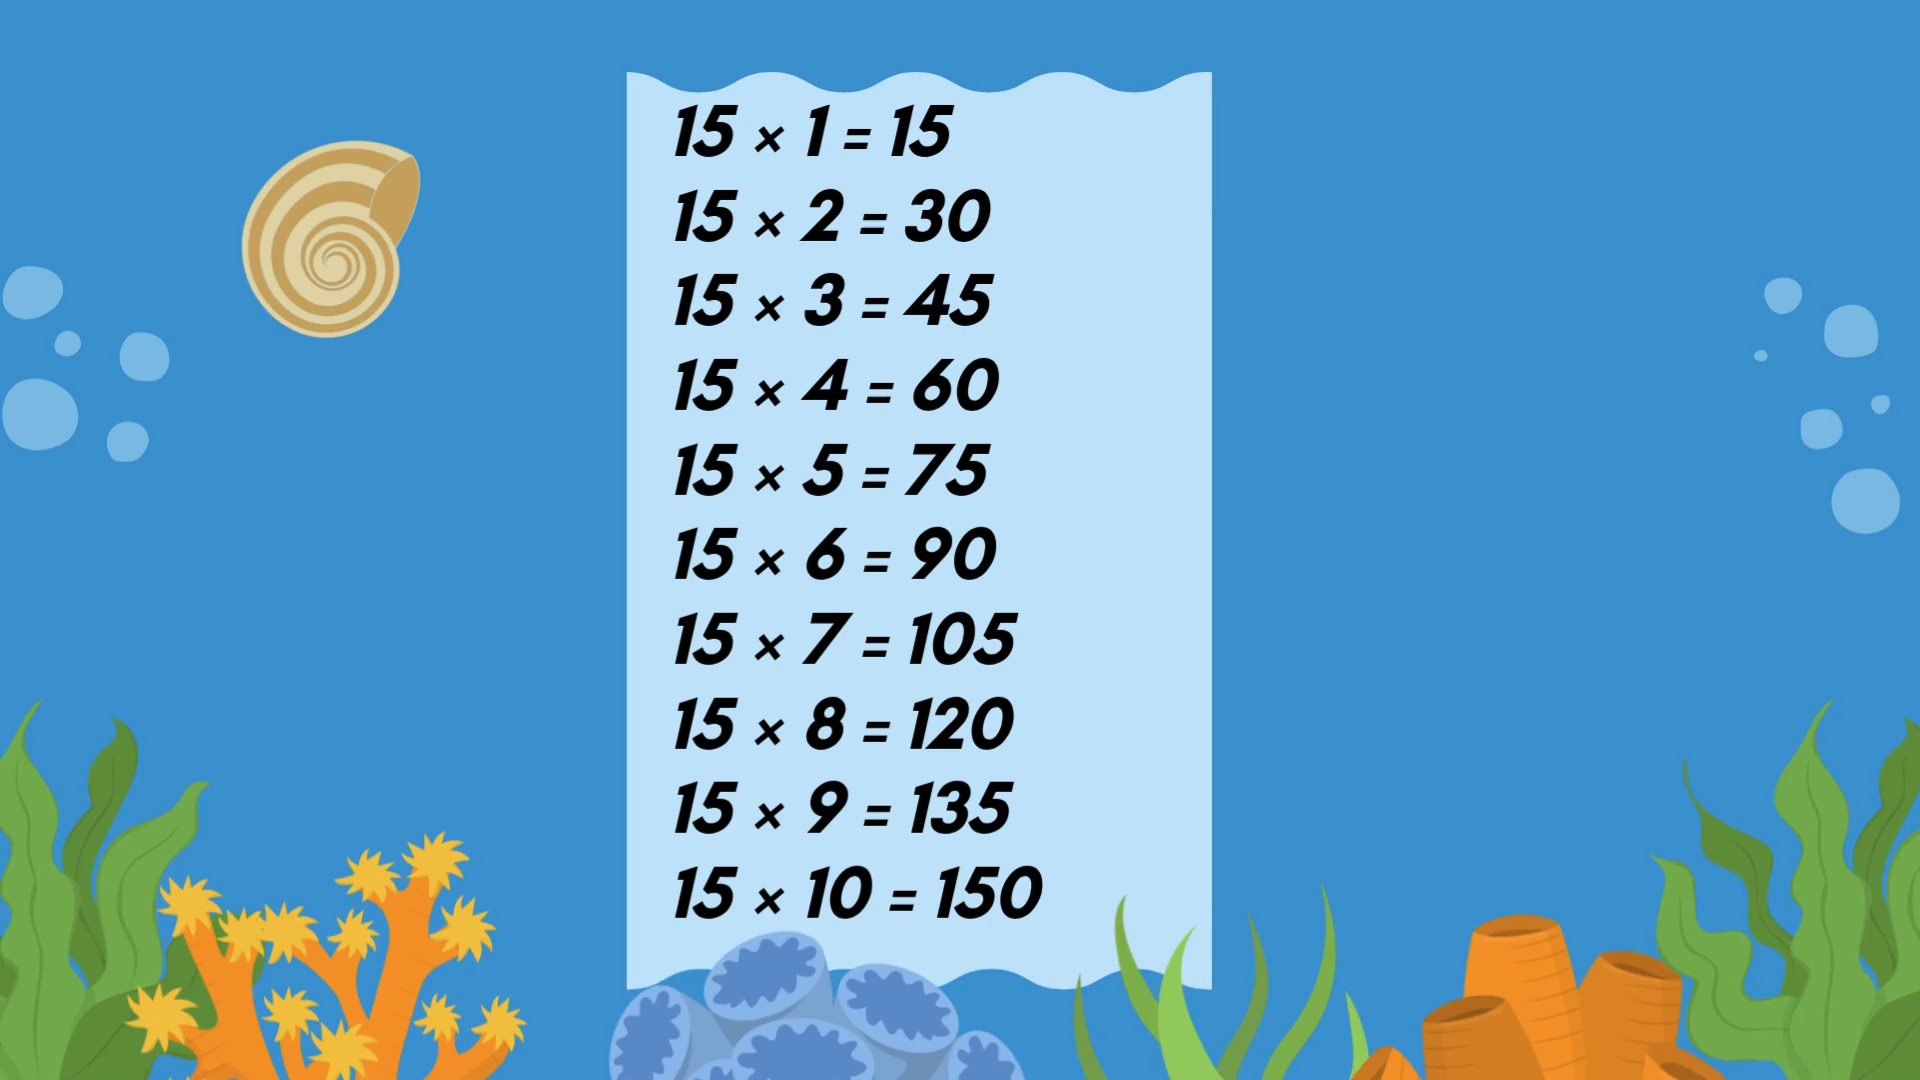 15 × 1 = 15
15 × 2 = 30
15 × 3 = 45
15 × 4 = 60
15 × 5 = 75
15 × 6 = 90
15 × 7 = 105
15 × 8 = 120
15 × 9 = 135
15 × 10 = 150